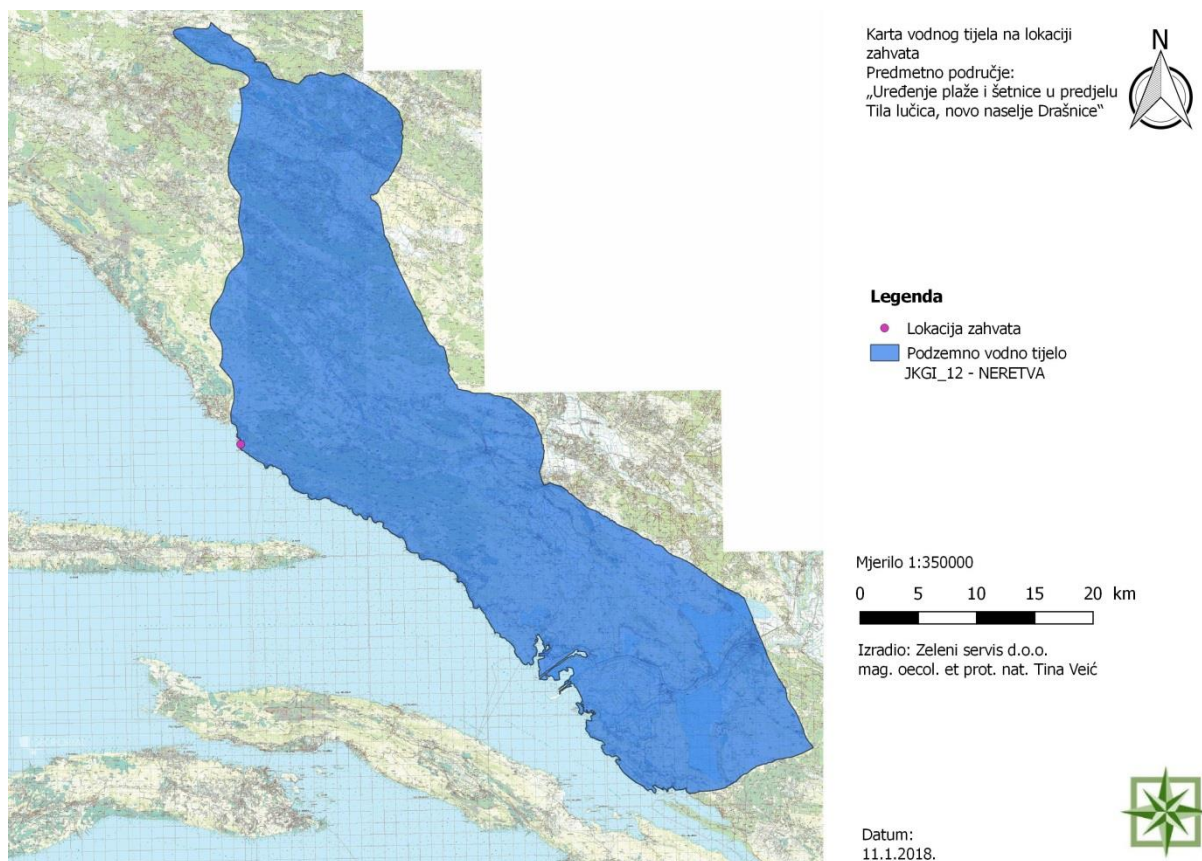 Karta vodnog tijela na lokaciji
zahvata
Predmetno područje:
„Uređenje plaže i šetnice u predjelu
Tila lučica, novo naselje Drašnice“
N
Legenda
Lokacija zahvata
Podzemno vodno tijelo
JKGI_12 - NERETVA
Mjerilo 1:350000
0 5 10 15 20 km
Izradio: Zeleni servis d.o.o.
mag. oecol. et prot. nat. Tina Veić
Datum:
11.1.2018.